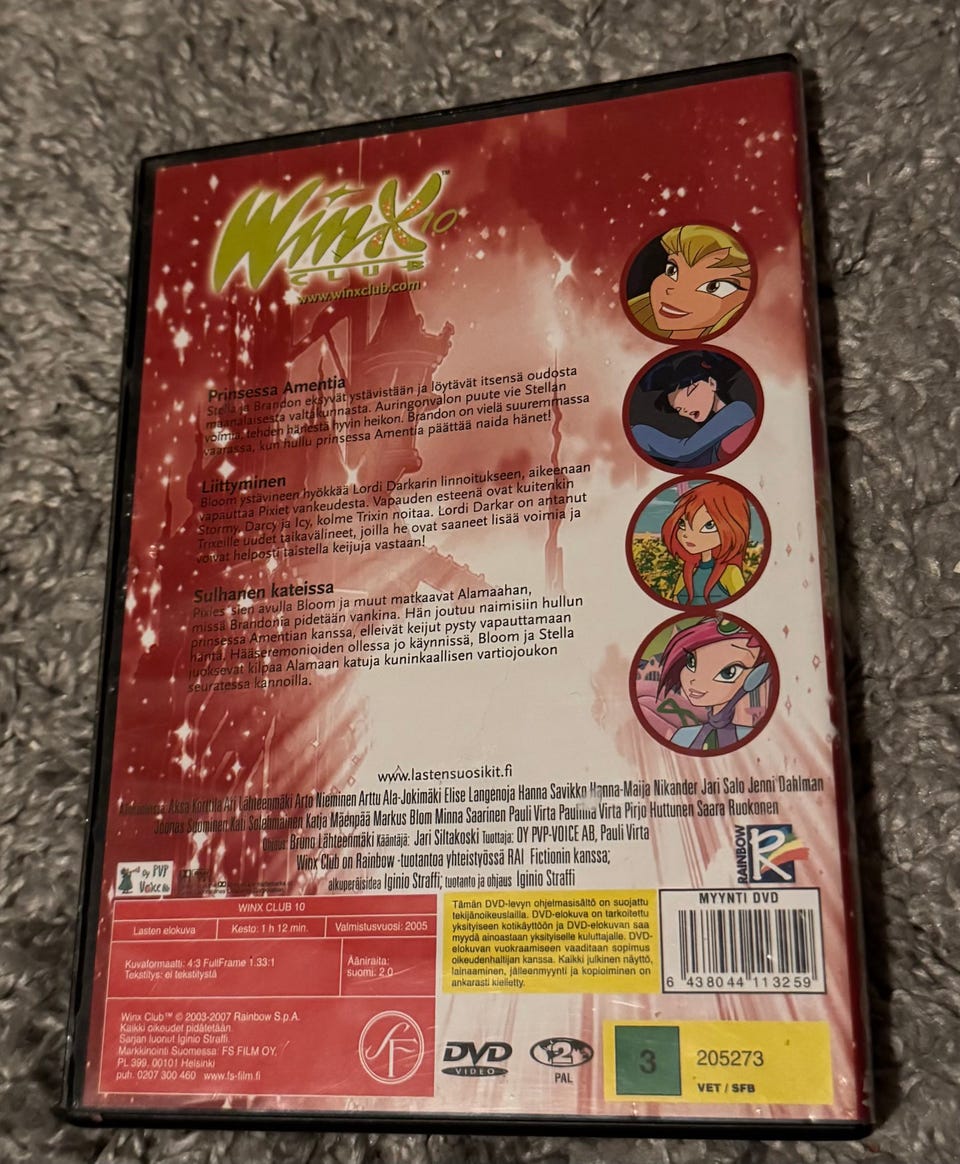 Winx™ 10
CLUB
www.winxclub.com
Prinsessa Amentia
Stella ja Brandon eksyvät ystävistään ja löytävät itsensä oudosta
maanalaisesta valtakunnasta. Auringonvalon puute vie Stellan
voimia, tehden hänestä hyvin heikon. Brandon on vielä suuremmassa
vaarassa, kun hullu prinsessa Amentia päättää naida hänet!
Liittyminen
Bloom ystävineen hyökkää Lordi Darkarin linnoitukseen, aikeenaan
vapauttaa Pixiet vankeudesta. Vapauden esteenä ovat kuitenkin
Stormy, Darcy ja Icy, kolme Trixin noitaa. Lordi Darkar on antanut
Trixeille uudet taikavälineet, joilla he ovat saaneet lisää voimia ja
voivat helposti taistella keijuja vastaan!
Sulhanen kateissa
Pixies'sien avulla Bloom ja muut matkaavat Alamaahan,
missä Brandonia pidetään vankina. Hän joutuu naimisiin hullun
prinsessa Amentian kanssa, elleivät keijut pysty vapauttamaan
häntä. Hääseremonioiden ollessa jo käynnissä, Bloom ja Stella
juoksevat kilpaa Alamaan katuja kuninkaallisen vartiojoukon
seuratessa kannoilla.
www.lastensuosikit.fi
Aksa Korttila Ari Lähteenmäki Arto Nieminen Arttu Ala-Jokimäki Elise Langenoja Hanna Savikko Hanna-Maija Nikander Jari Salo Jenni Dahlman
Joonas Suominen Kati Solehmainen Katja Mäenpää Markus Blom Minna Saarinen Pauli Virta Pauliina Virta Pirjo Huttunen Saara Ruokonen
Ohjaus: Bruno Lähteenmäki Kääntäjä: Jari Siltakoski Tuottaja: OY PVP-VOICE AB, Pauli Virta
Winx Club on Rainbow -tuotantoa yhteistyössä RAI Fictionin kanssa;
alkuperäisidea Iginio Straffi; tuotanto ja ohjaus Iginio Straffi
RAINBOW
R
Oy PVP
Voice Ab
WINX CLUB 10
Lasten elokuva
Kesto: 1 h 12 min.
Valmistusvuosi: 2005
Kuvaformaatti: 4:3 FullFrame 1.33:1
Tekstitys: ei tekstitystä
Ääniraita:
suomi: 2.0
Winx Club™ © 2003-2007 Rainbow S.p.A.
Kaikki oikeudet pidätetään.
Sarjan luonut Iginio Straffi.
Markkinointi Suomessa: FS FILM OY.
PL 399, 00101 Helsinki
puh. 0207 300 460 www.fs-film.fi
SF
Tämän DVD-levyn ohjelmasisältö on suojattu
tekijänoikeuslailla. DVD-elokuva on tarkoitettu
yksityiseen kotikäyttöön ja DVD-elokuvan saa
myydä ainoastaan yksityiselle kuluttajalle. DVD-
elokuvan vuokraamiseen vaaditaan sopimus
oikeudenhaltijan kanssa. Kaikki julkinen näyttö,
lainaaminen, jälleenmyynti ja kopioiminen on
ankarasti kielletty.
MYYNTI DVD
6 438044 113259
DVD
VIDEO
2
PAL
3
205273
VET / SFB